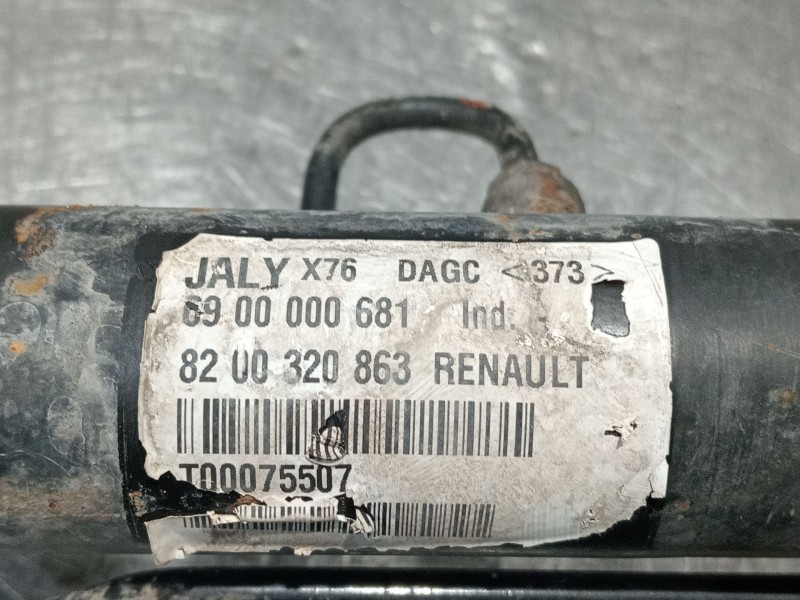 JALY X76 DAGC <373>
69 00 000 681 Ind. -
82 00 320 863 RENAULT
T00075507